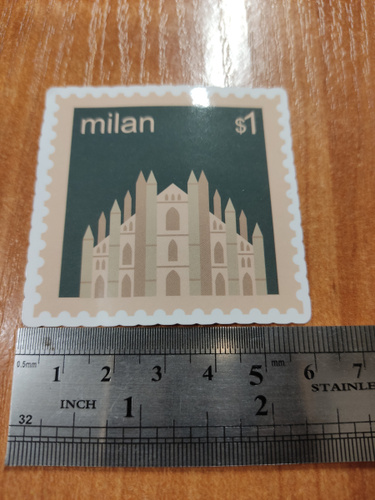 milan $1
0.5mm 1 2 3 4 5 mm 6 7
STAINLE
INCH 1 2
32